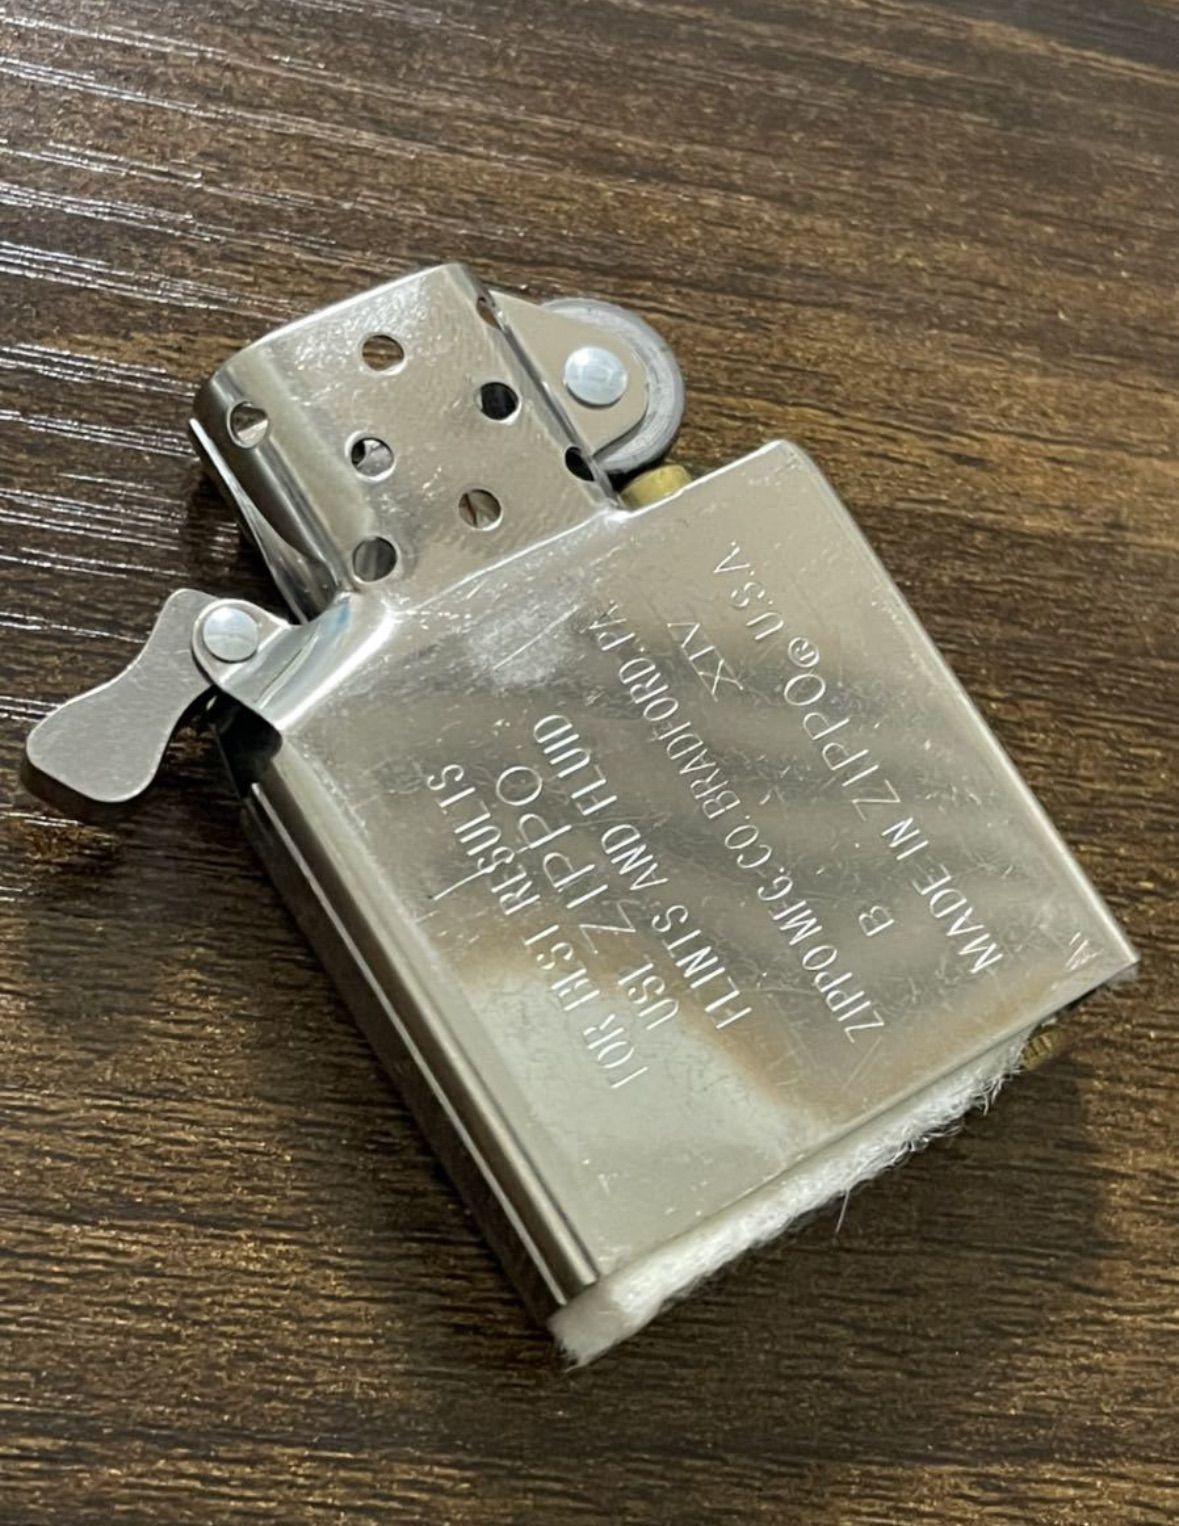 FOR BEST RESULTS
USE ZIPPO
FLINTS AND FLUID
ZIPPO MFG. CO. BRADFORD. PA.
B XIV
MADE IN ZIPPO® U.S.A.